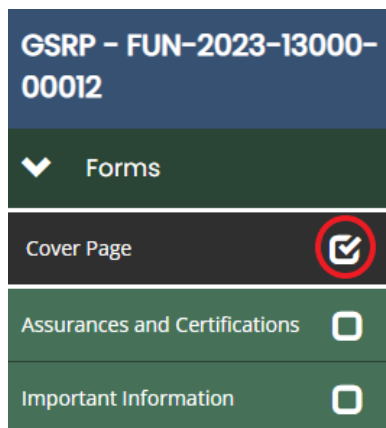 GSRP - FUN-2023-13000-
00012
Forms
Cover Page
Assurances and Certifications
Important Information